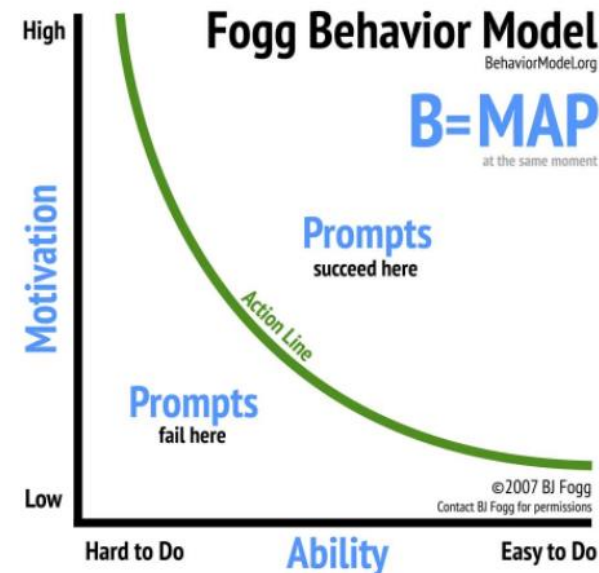 High
Fogg Behavior Model
BehaviorModel.org
B=MAP
at the same moment
Motivation
Prompts
succeed here
Action Line
Prompts
fail here
Low
©2007 BJ Fogg
Contact BJ Fogg for permissions
Hard to Do
Ability
Easy to Do